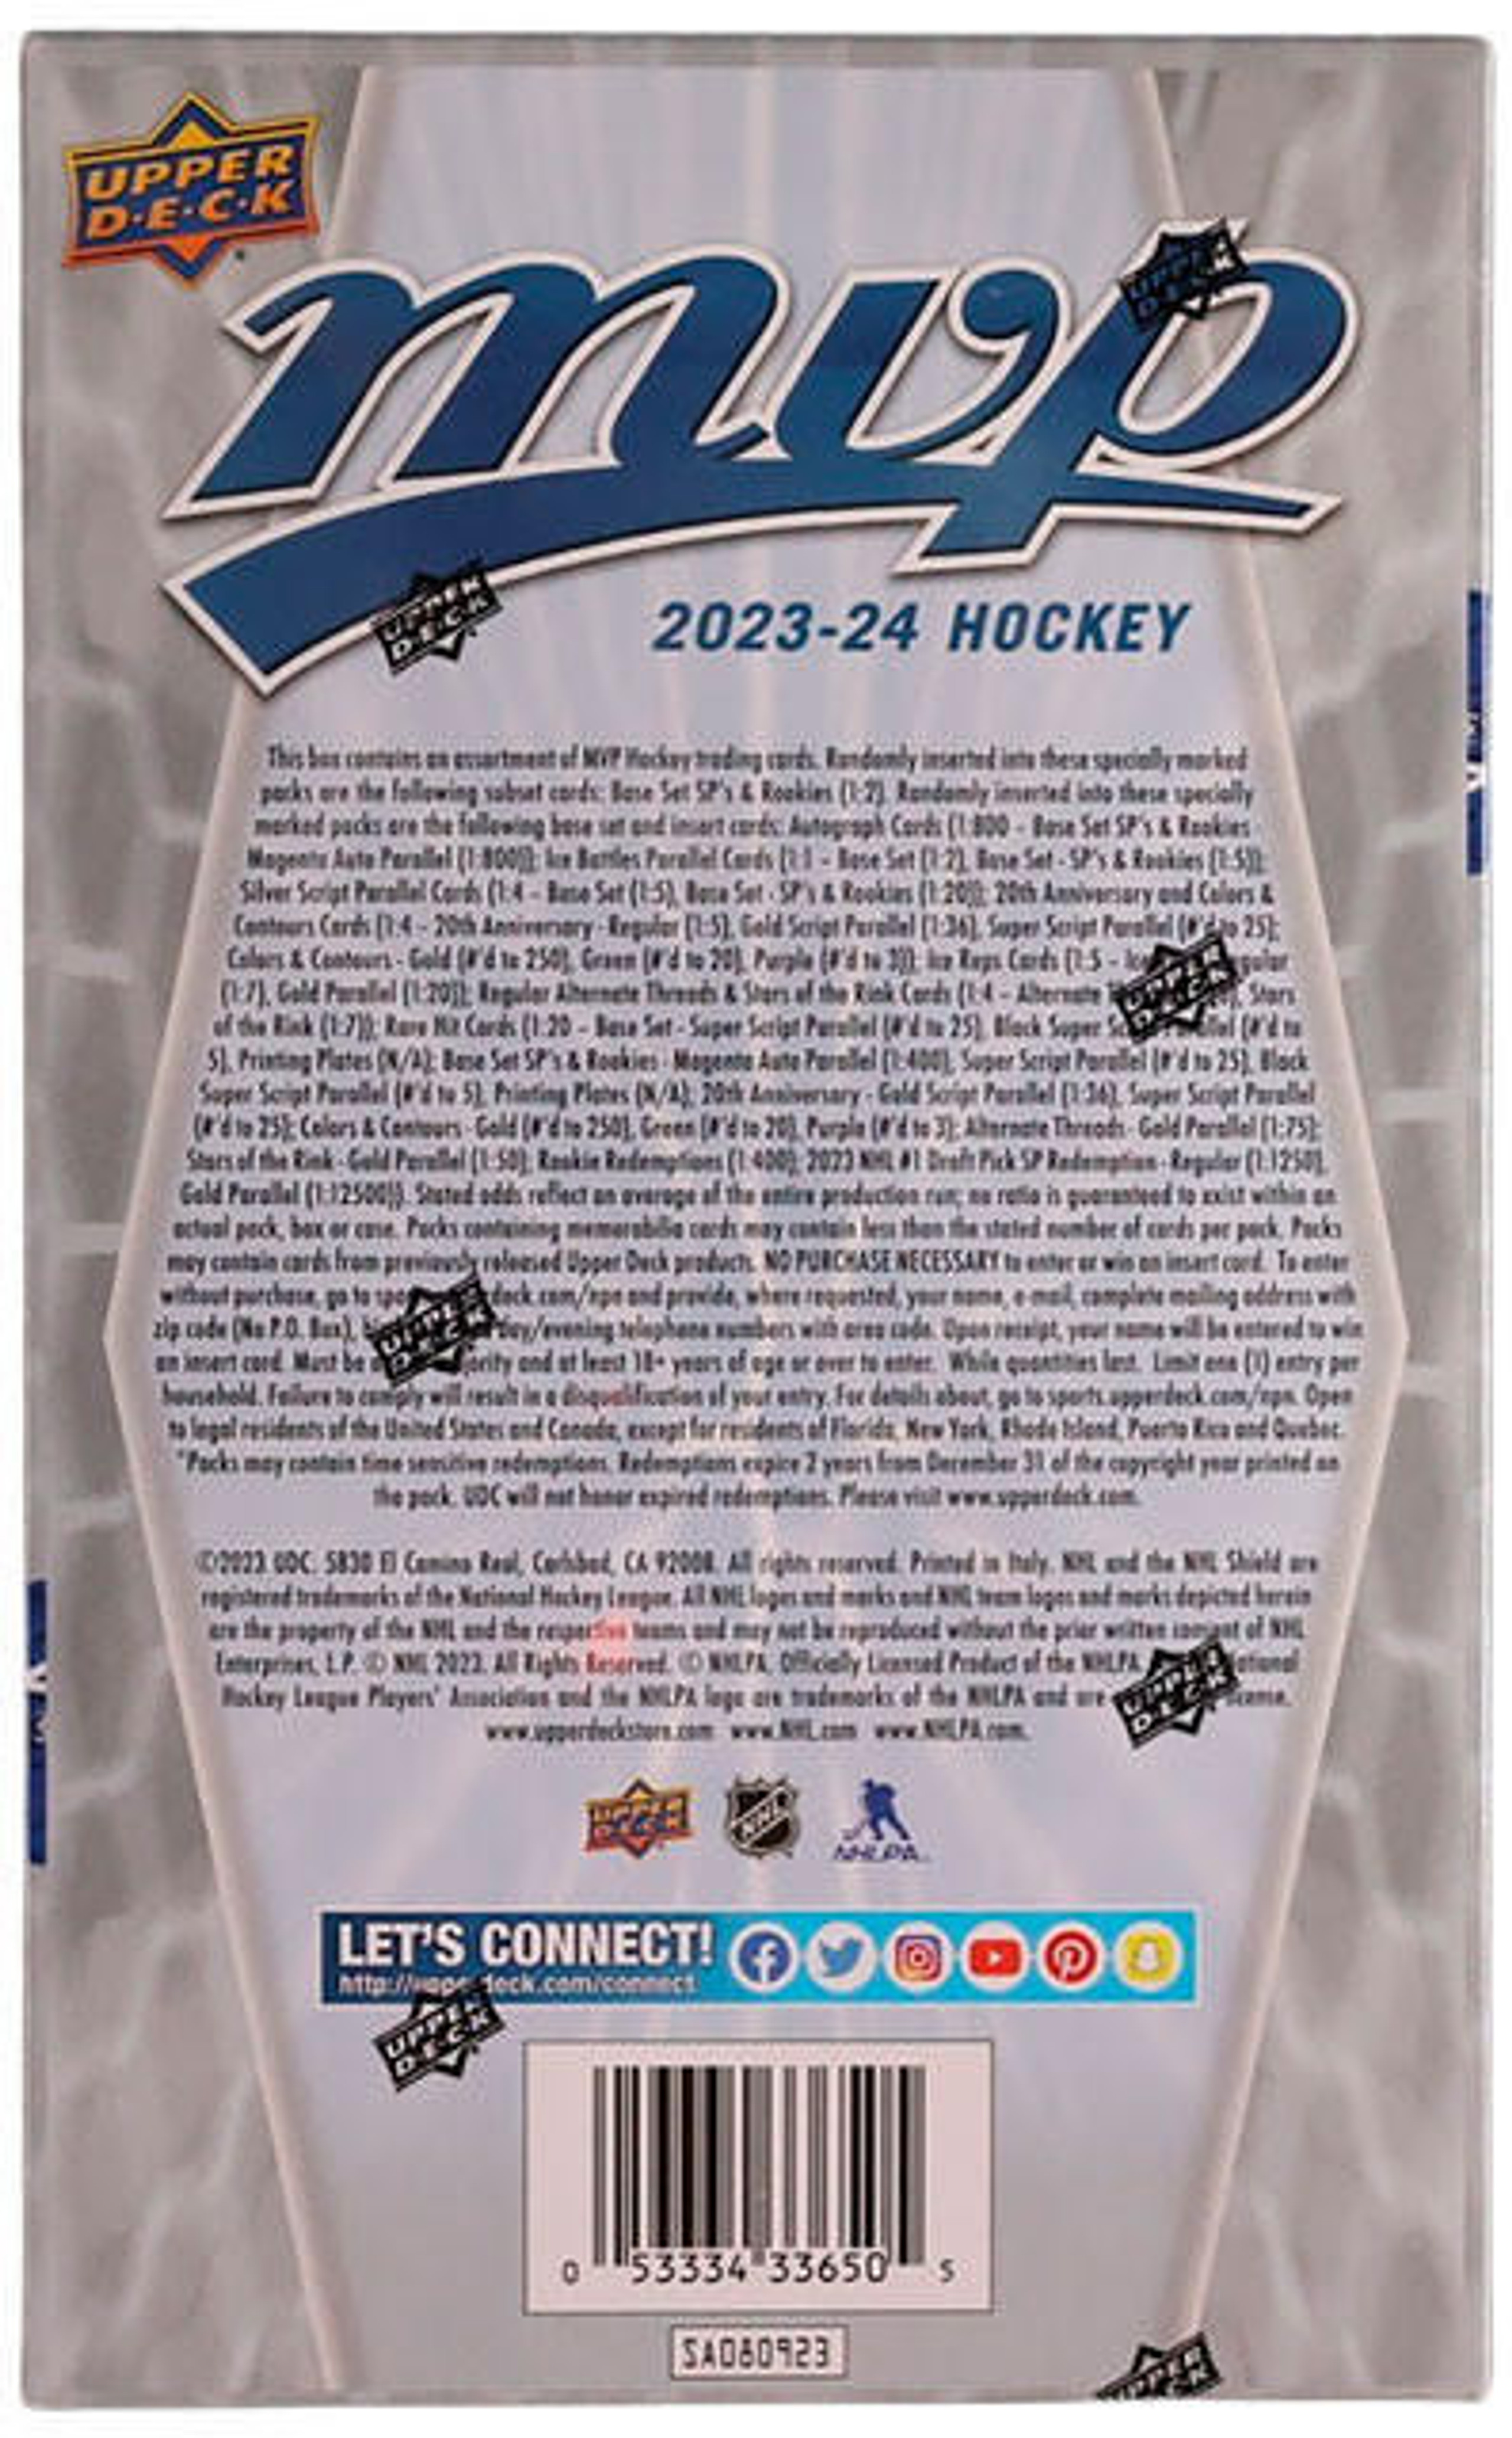 UPPER
D·E·C·K
mvp
2023-24 HOCKEY
This box contains an assortment of MVP Hockey trading cards. Randomly inserted into these specially marked
packs are the following subset cards: Base Set SP's & Rookies (1:2). Randomly inserted into these specially
marked packs are the following base set and insert cards: Autograph Cards (1:800 – Base Set SP's & Rookies
Magenta Auto Parallel (1:800)); Ice Battles Parallel Cards (1:1 – Base Set (1:2), Base Set - SP's & Rookies (1:5));
Silver Script Parallel Cards (1:4 – Base Set (1:5), Base Set - SP's & Rookies (1:20)); 20th Anniversary and Colors &
Contours Cards (1:4 – 20th Anniversary - Regular (1:5), Gold Script Parallel (1:36), Super Script Parallel (#'d to 25);
Colors & Contours - Gold (#'d to 250), Green (#'d to 20), Purple (#'d to 3)); Ice Reps Cards (1:5 –
(1:7), Gold Parallel (1:20)); Regular Alternate Threads & Stars of the Rink Cards (1:4 – Alternate Stars
of the Rink (1:7)); Rare Hit Cards (1:20 – Base Set - Super Script Parallel (#'d to 25), Black Super (#'d to
5), Printing Plates (N/A); Base Set SP's & Rookies - Magenta Auto Parallel (1:400), Super Script Parallel (#'d to 25), Black
Super Script Parallel (#'d to 5), Printing Plates (N/A); 20th Anniversary - Gold Script Parallel (1:36), Super Script Parallel
(#'d to 25); Colors & Contours - Gold (#'d to 250), Green (#'d to 20), Purple (#'d to 3); Alternate Threads - Gold Parallel (1:75);
Stars of the Rink - Gold Parallel (1:50); Rookie Redemptions (1:400); 2023 NHL #1 Draft Pick SP Redemption - Regular (1:1250),
Gold Parallel (1:12500)). Stated odds reflect an average of the entire production run; no ratio is guaranteed to exist within an
actual pack, box or case. Packs containing memorabilia cards may contain less than the stated number of cards per pack. Packs
may contain cards from previously released Upper Deck products. NO PURCHASE NECESSARY to enter or win an insert card. To enter
without purchase, go to deck.com/npn and provide, where requested, your name, e-mail, complete mailing address with
zip code (No P.O. Box), day/evening telephone numbers with area code. Upon receipt, your name will be entered to win
an insert card. Must be and at least 18+ years of age or over to enter. While quantities last. Limit one (1) entry per
household. Failure to comply will result in a disqualification of your entry. For details about, go to sports.upperdeck.com/npn. Open
to legal residents of the United States and Canada, except for residents of Florida, New York, Rhode Island, Puerto Rico and Quebec.
*Packs may contain time sensitive redemptions. Redemptions expire 2 years from December 31 of the copyright year printed on
the pack. UDC will not honor expired redemptions. Please visit www.upperdeck.com.
©2023 UDC. 5830 El Camino Real, Carlsbad, CA 92008. All rights reserved. Printed in Italy. NHL and the NHL Shield are
registered trademarks of the National Hockey League. All NHL logos and marks and NHL team logos and marks depicted herein
are the property of the NHL and the respective teams and may not be reproduced without the prior written consent of NHL
Enterprises, L.P. © NHL 2023. All Rights Reserved. © NHLPA. Officially Licensed Product of the NHLPA.
Hockey League Players' Association and the NHLPA logo are trademarks of the NHLPA and are
www.upperdeckstore.com www.NHL.com www.NHLPA.com.
UPPER DECK NHL NHLPA
LET'S CONNECT!
http://upperdeck.com/connect
UPPER
DECK
0 53334 33650 5
SA080923